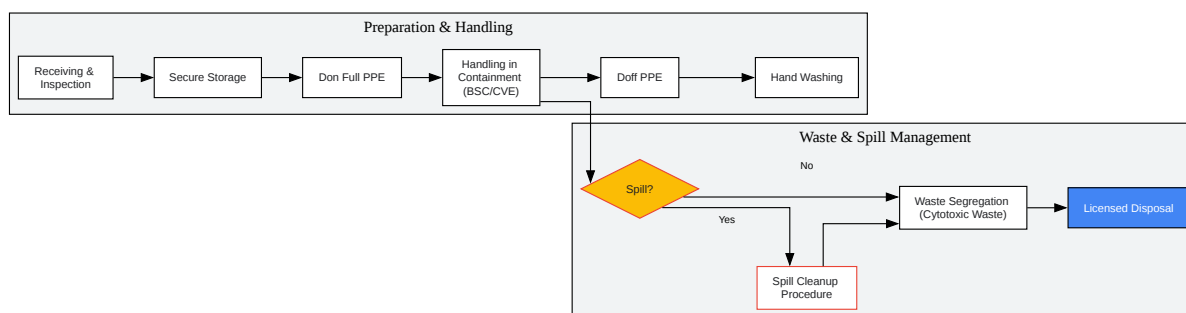 Preparation & Handling
Receiving &
Inspection
Secure Storage
Don Full PPE
Handling in
Containment
(BSC/CVE)
Doff PPE
Hand Washing
Waste & Spill Management
Spill?
No
Yes
Spill Cleanup
Procedure
Waste Segregation
(Cytotoxic Waste)
Licensed Disposal